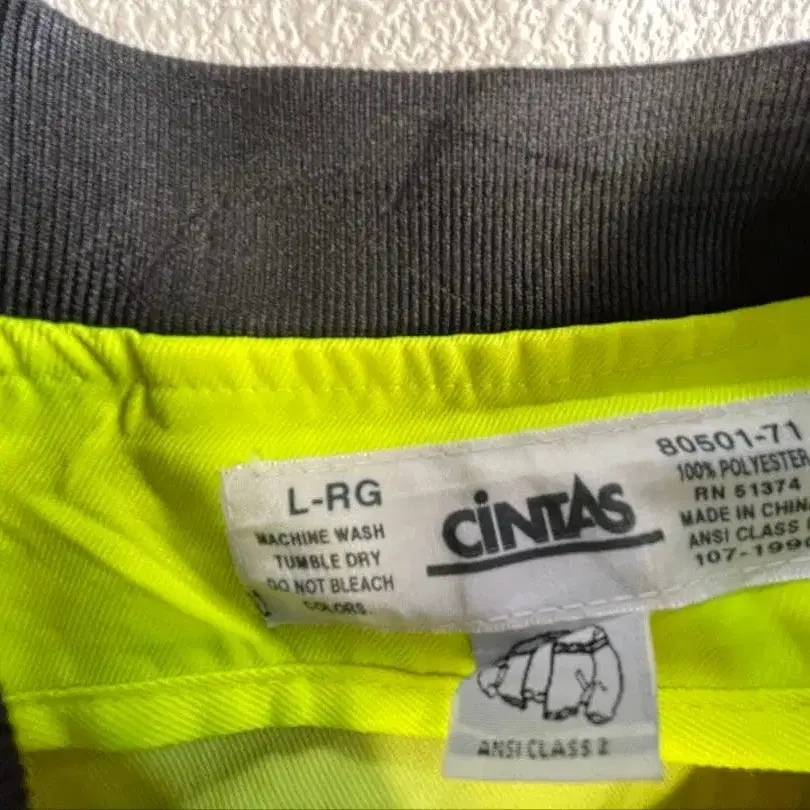 L-RG
MACHINE WASH
TUMBLE DRY
DO NOT BLEACH
COLORS
CINTAS
80501-71
100% POLYESTER
RN 51374
MADE IN CHINA
ANSI CLASS
107-1999
ANSI CLASS 2